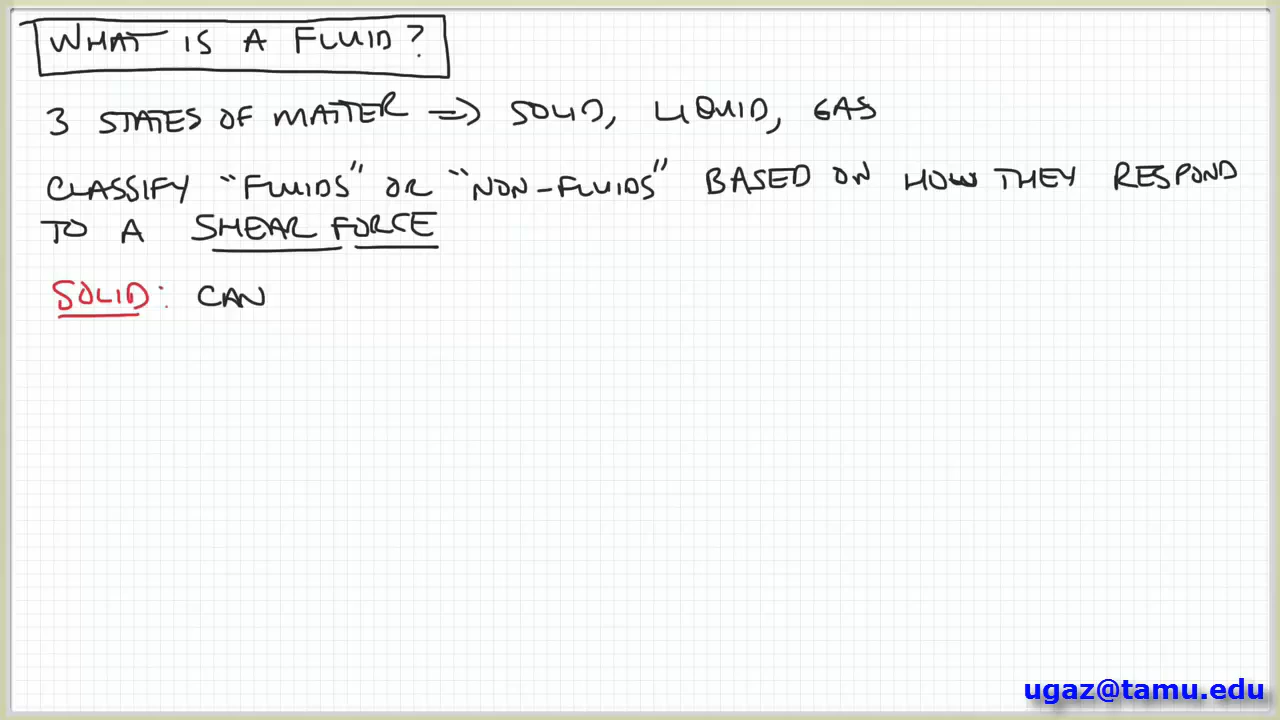 WHAT IS A FLUID?
3 STATES OF MATTER ⇒ SOLID, LIQUID, GAS
CLASSIFY "FLUIDS" OR "NON-FLUIDS" BASED ON HOW THEY RESPOND
TO A SHEAR FORCE
SOLID: CAN
ugaz@tamu.edu